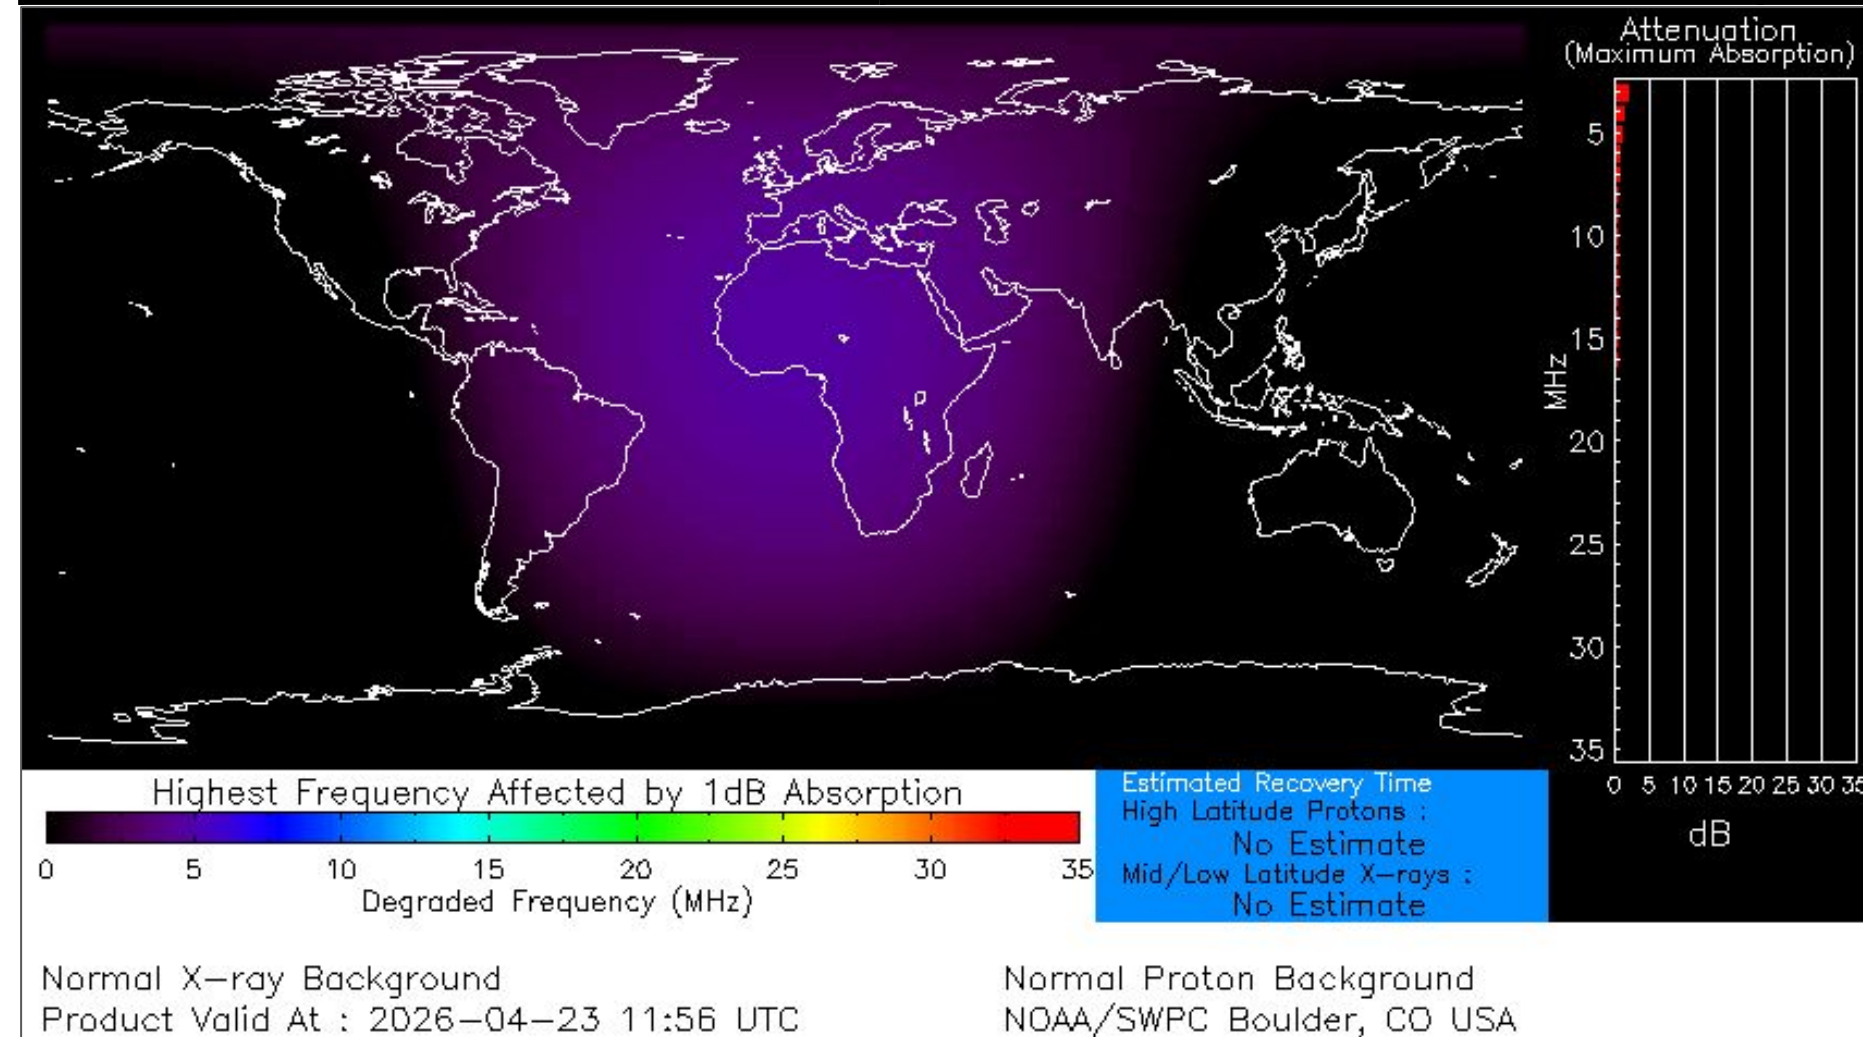 Attenuation
(Maximum Absorption)
5
10
15
20
25
30
35
MHz
0 5 10 15 20 25 30 35
dB
Highest Frequency Affected by 1dB Absorption
0 5 10 15 20 25 30 35
Degraded Frequency (MHz)
Estimated Recovery Time
High Latitude Protons :
No Estimate
Mid/Low Latitude X-rays :
No Estimate
Normal X-ray Background
Normal Proton Background
Product Valid At : 2026-04-23 11:56 UTC
NOAA/SWPC Boulder, CO USA